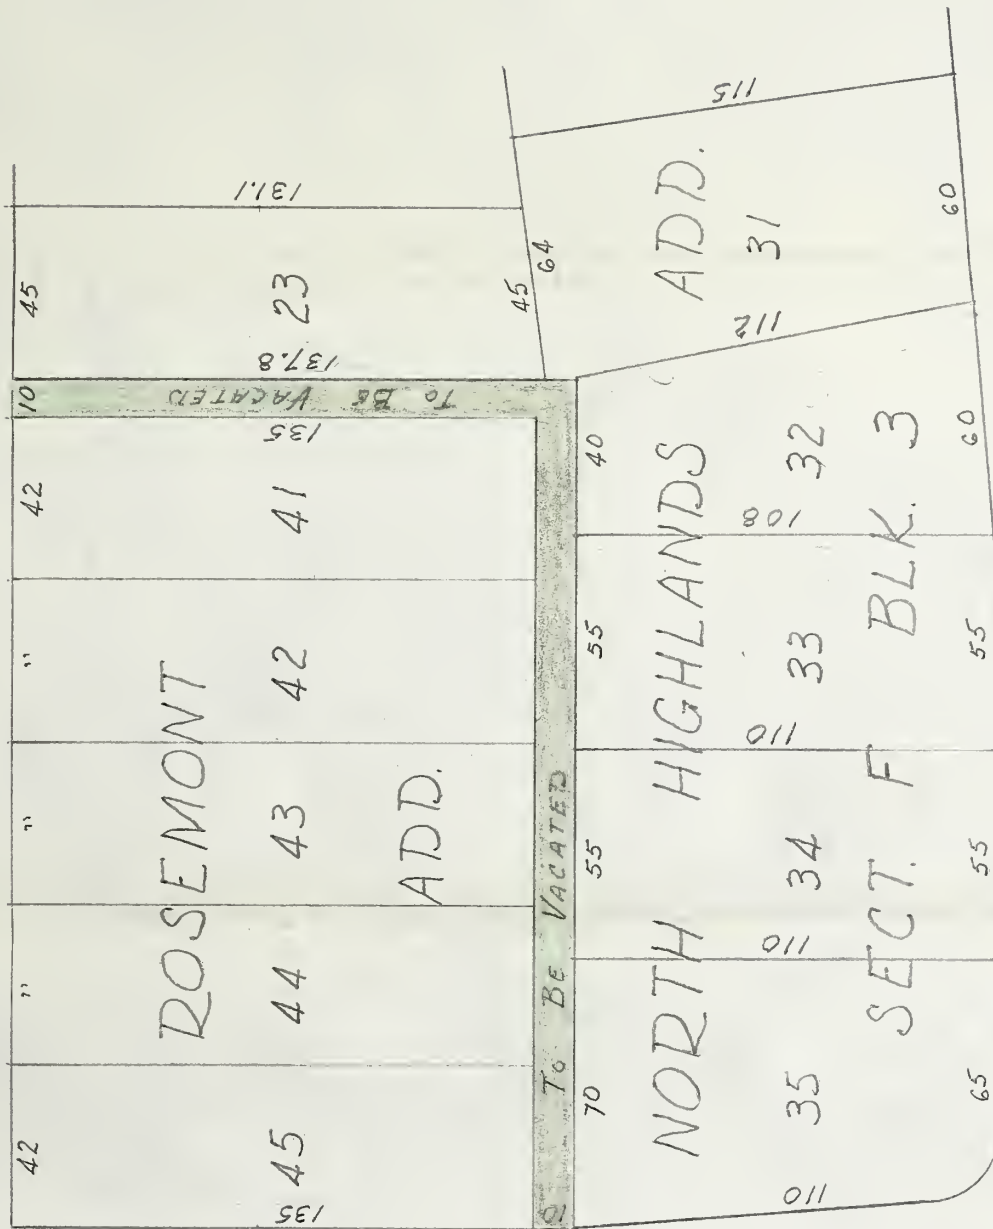 42 " " " 42 10 45
135
45 44 43 42 41
135
137.8
23
131.1
ROSEMONT
ADD.
TO BE VACATED
10 TO BE VACATED
45
64
70 55 55 40
NORTH HIGHLANDS ADD.
110
35
110
34
110
33
108
32
112
31
115
SECT. F BLK. 3
65 55 55 60 60